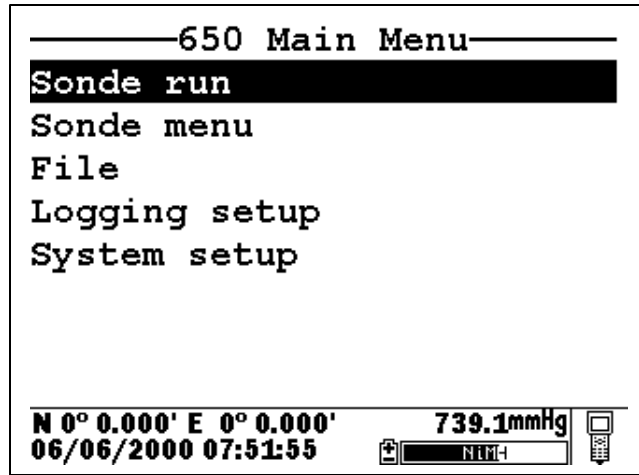 650 Main Menu
Sonde run
Sonde menu
File
Logging setup
System setup
N 0° 0.000' E 0° 0.000' 739.1mmHg
06/06/2000 07:51:55 NiMH